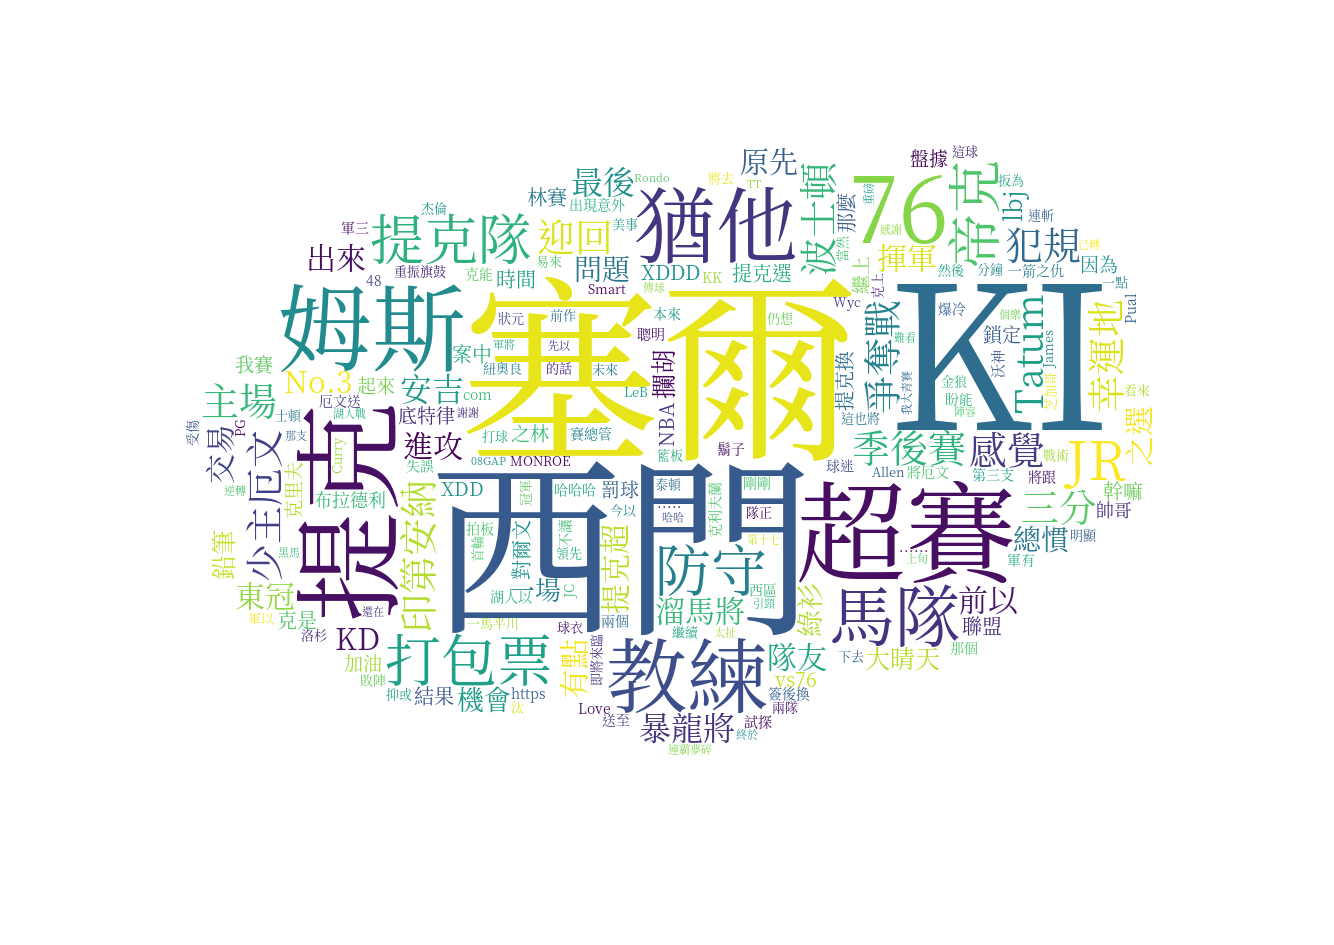 這球
原先
盤據
Rondo
將去
TT
最後
帝克
扳為
林賽
猶他
波士頓
76
重磅
lbj
出現意外
美事
杰倫
連斬
那麼
軍三
提克隊
迎回
感謝
犯規
已轉
出來
問題
當然
揮軍
因為
易來
XDDD
KK
提克選
繼上
克上
然後
分鐘
一箭之仇
重振旗鼓
克能
時間
一點
48
Smart
傳球
Wyc
Pual
姆斯
塞爾
KI
狀元
前作
本來
仍想
爭奪戰
爆冷
個樂
Tatum
幸運地
聰明
難看
鎖定
軍將
先以
James
案中
紐奧良
的話
未來
攔胡
提克換
沃神
我賽
No.3
起來
安吉
com
LeB
我大青賽
金狼
盼能
芝加哥
看來
主場
厄文送
NBA
陣容
士頓
湖人戰
底特律
謝謝
這也將
之選
受傷
PG
提克
打球
之林
賽總管
交易
那支
進攻
鬍子
季後賽
感覺
戰術
JR
少主厄文
Curry
失誤
08GAP
MONROE
籃板
球迷
Allen
將厄文
第三支
將跟
逆轉
克里夫
布拉德利
XDD
西門
冠軍
哈哈哈
罰球
泰頓
剛剛
超賽
幹嘛
印第安納
今以
.....
哈哈
克利夫蘭
隊正
三分
帥哥
鉛筆
拍板
首輪
對爾文
不讓
領先
提克超
第十七
......
總慣
明顯
黑馬
防守
上旬
軍有
東冠
湖人以
一場
JC
溜馬將
西區
引頸
綠衫
馬隊
前以
還在
軍以
克是
一馬平川
球衣
兩個
繼續
太扯
聯盟
洛杉
KD
打包票
有點
即將來臨
教練
隊友
下去
大晴天
那個
加油
敗陣
vs76
抑或
結果
機會
https
汰
Love
送至
暴龍將
試探
簽後換
兩隊
終於
連霸夢碎